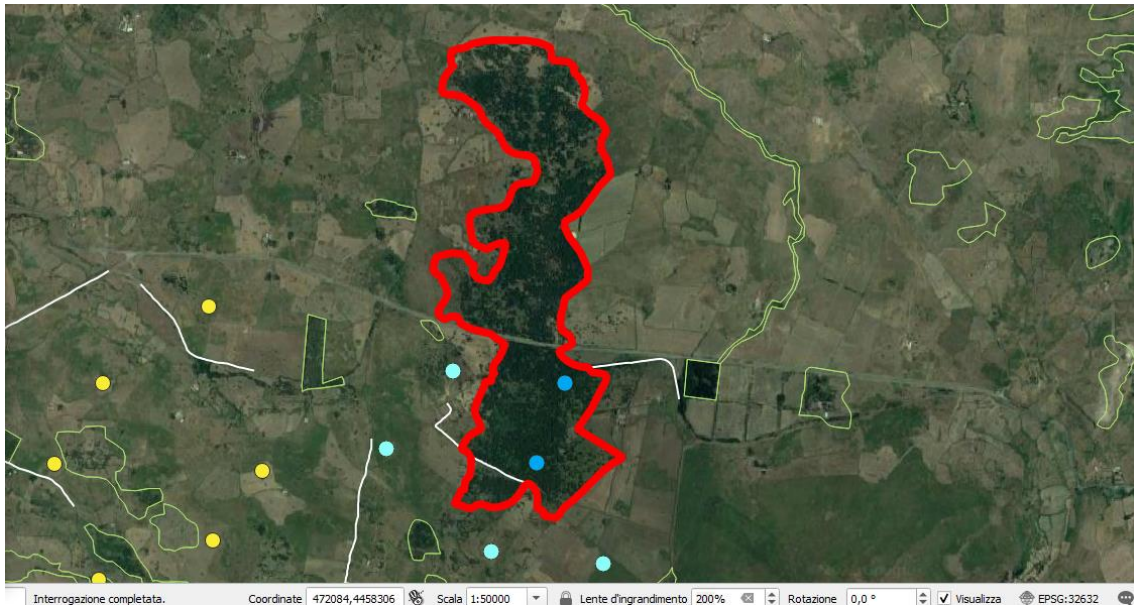 Interrogazione completata. Coordinate 472084,4458306 Scala 1:50000 Lente d'ingrandimento 200% Rotazione 0,0 ° Visualizza EPSG:32632